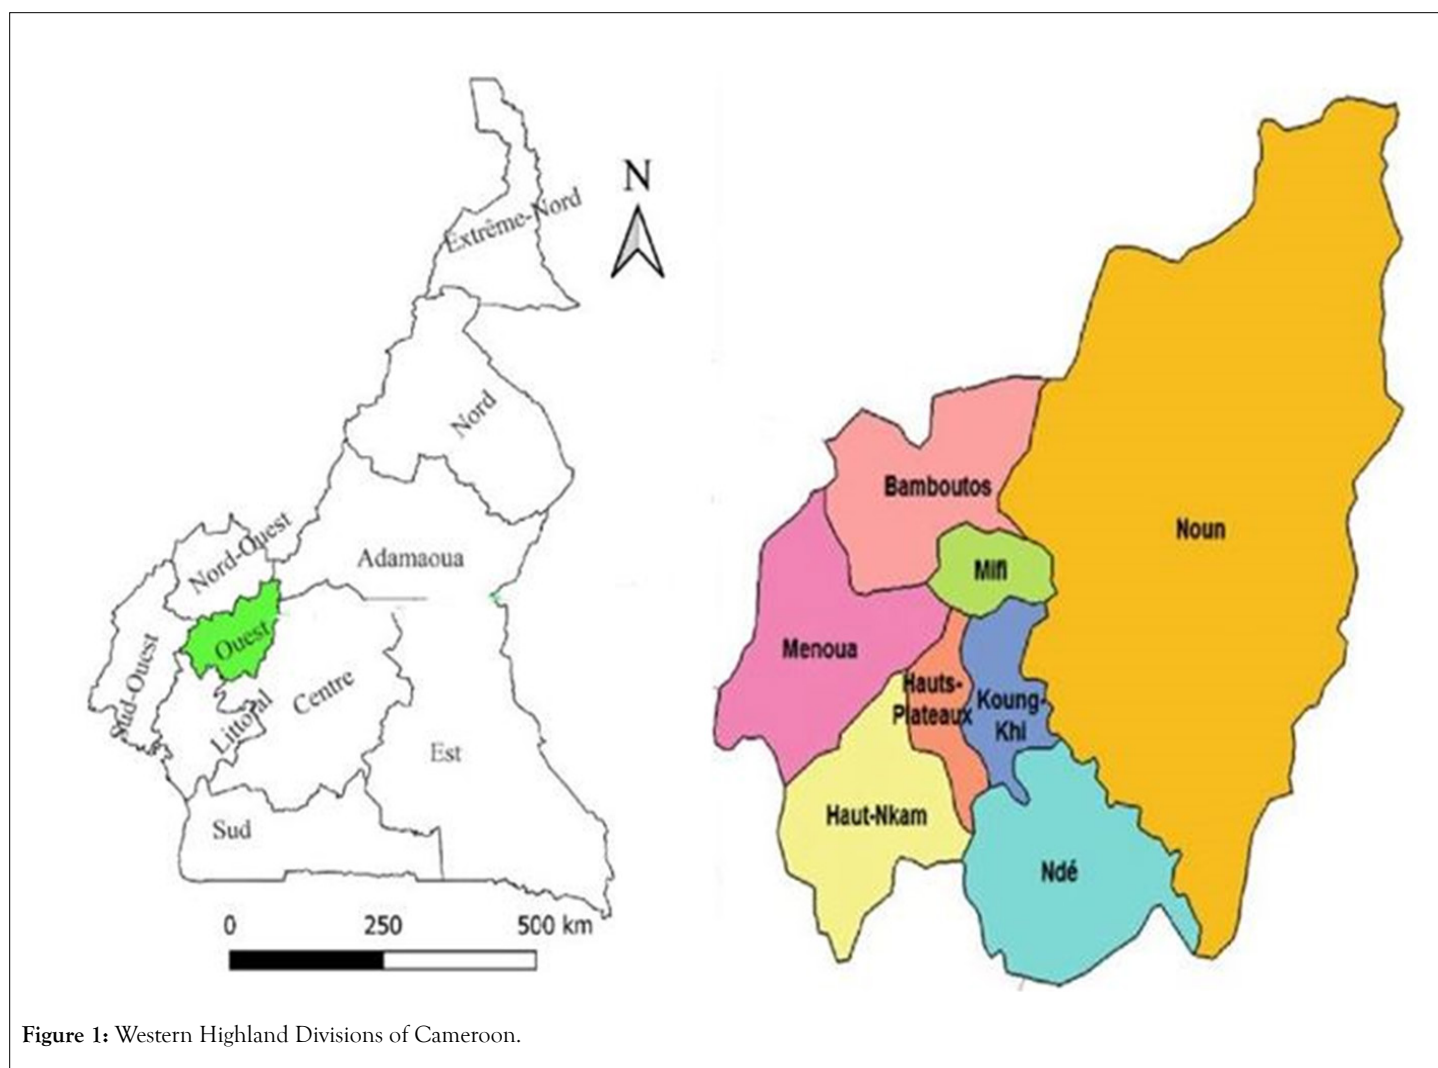 Extrême-Nord
N
Nord
Nord-Ouest
Adamaoua
Ouest
Sud-Ouest
Littoral
Centre
Est
Sud
0 250 500 km
Bamboutos
Noun
Mifi
Menoua
Hauts-
Plateaux
Koung-
Khi
Haut-Nkam
Ndé
Figure 1: Western Highland Divisions of Cameroon.